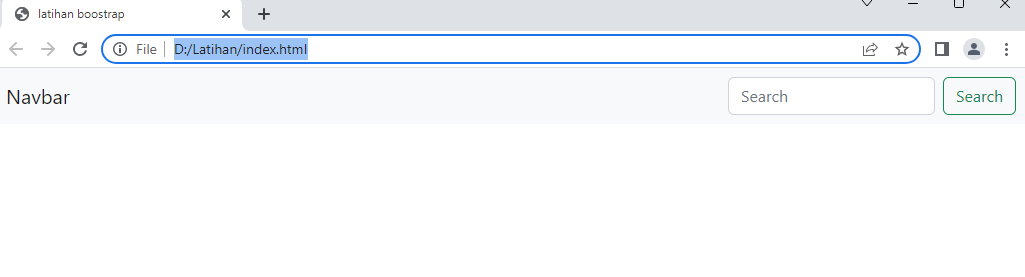 latihan boostrap
File D:/Latihan/index.html
Navbar Search Search